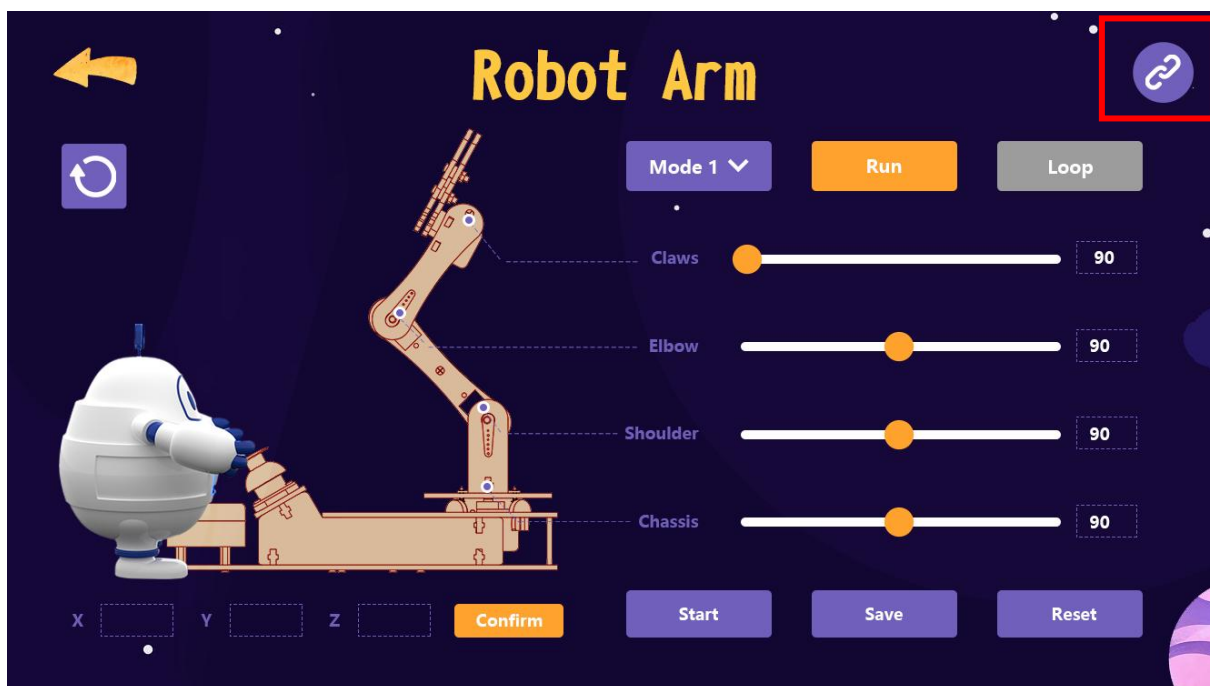 Robot Arm
Mode 1
Run
Loop
Claws
90
Elbow
90
Shoulder
90
Chassis
90
X
Y
Z
Confirm
Start
Save
Reset